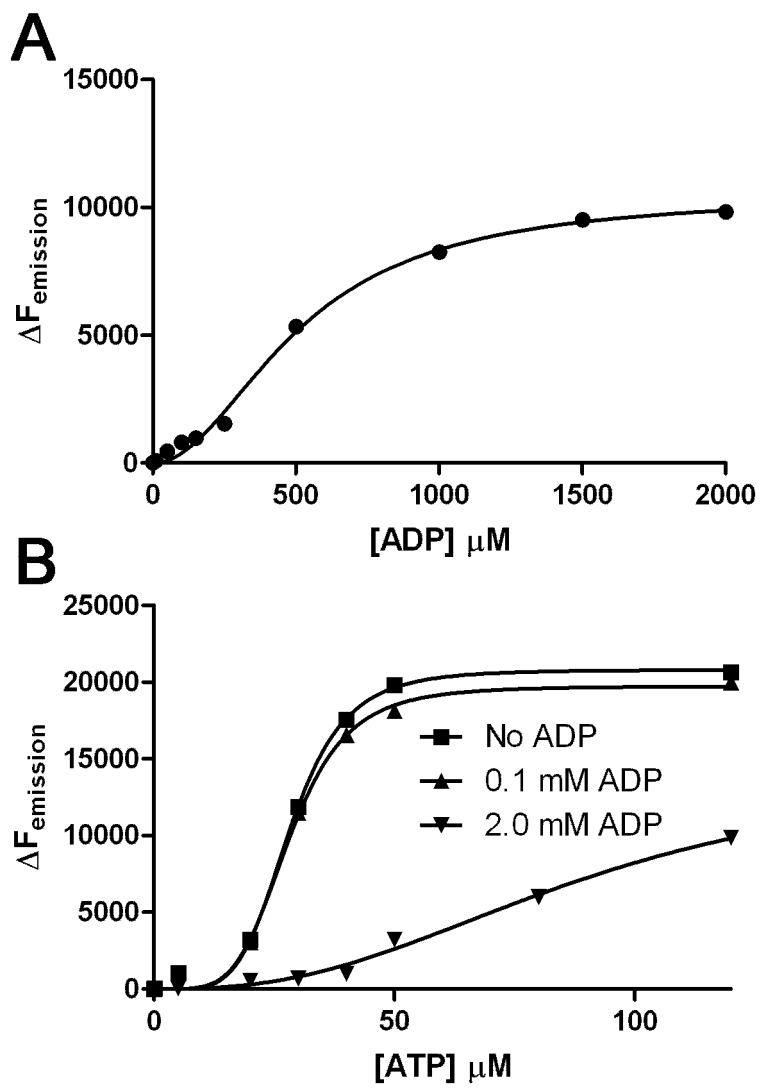 A
15000
10000
5000
0
ΔFemission
0 500 1000 1500 2000
[ADP] μM
B
25000
20000
15000
10000
5000
0
ΔFemission
No ADP
0.1 mM ADP
2.0 mM ADP
0 50 100
[ATP] μM